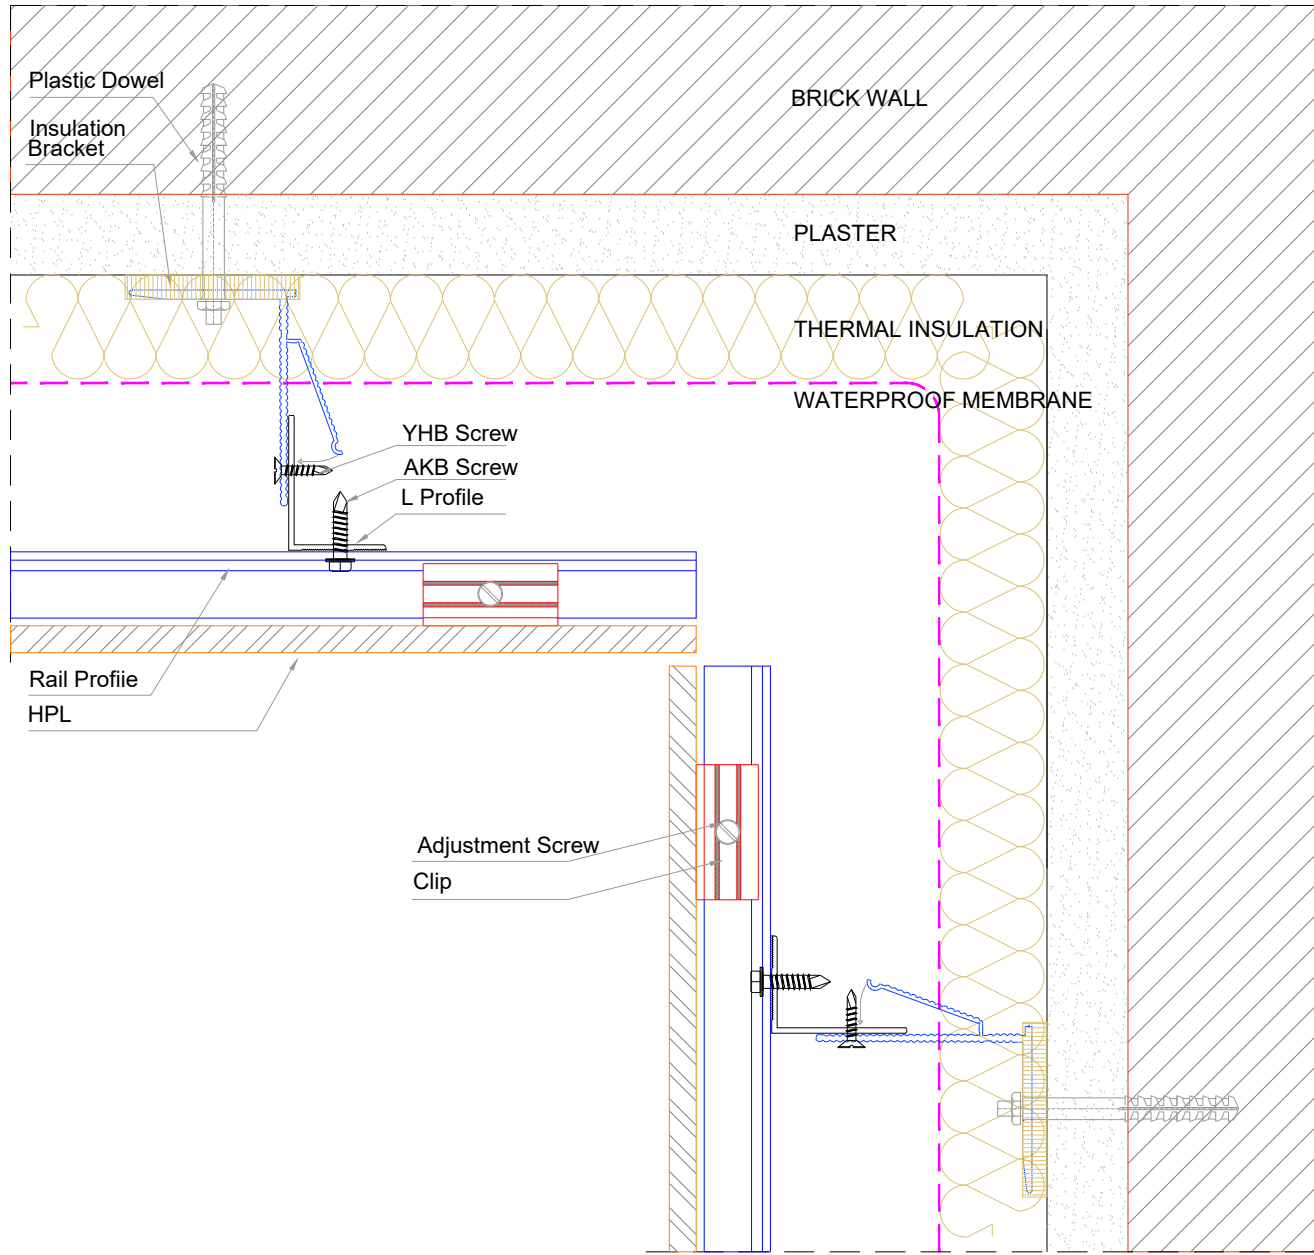 Plastic Dowel
BRICK WALL
Insulation
Bracket
PLASTER
THERMAL INSULATION
WATERPROOF MEMBRANE
YHB Screw
AKB Screw
L Profile
Rail Profiie
HPL
Adjustment Screw
Clip